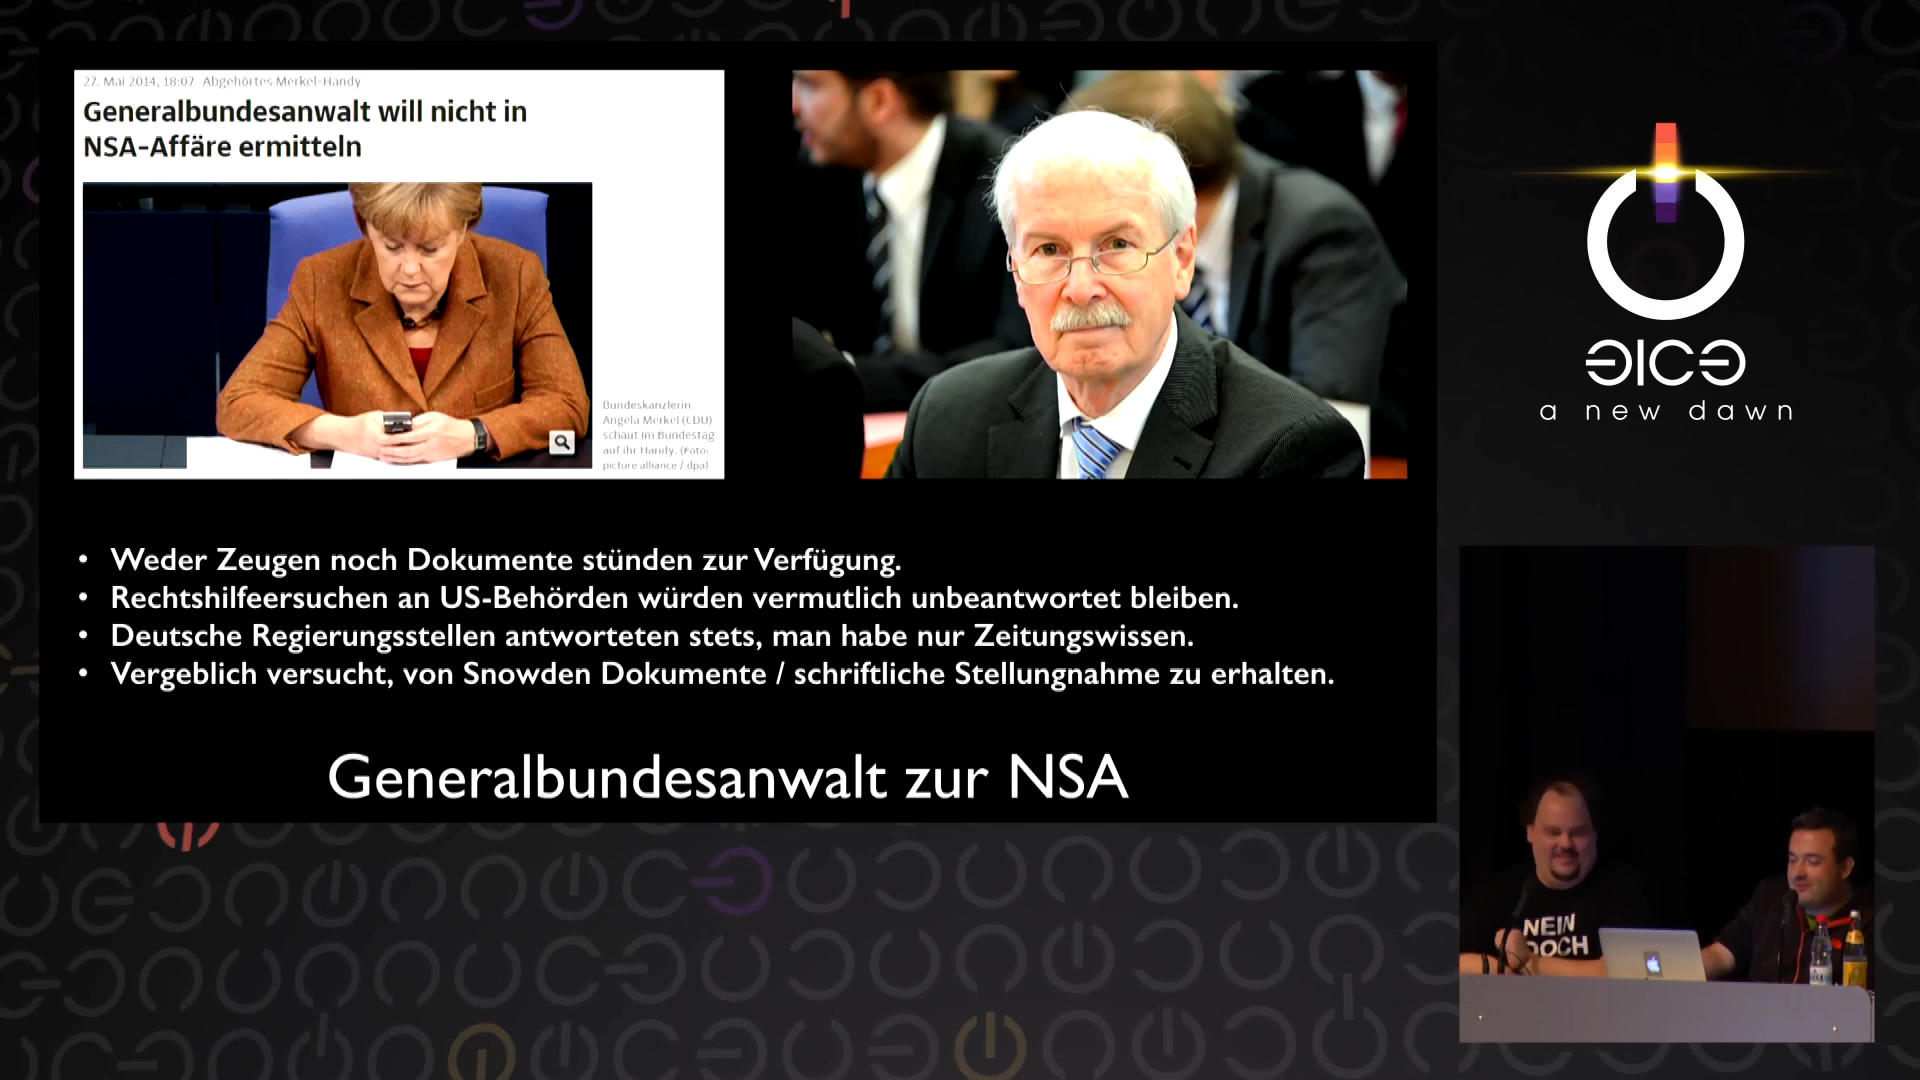 27. Mai 2014, 18:07 Abgehörtes Merkel-Handy
Generalbundesanwalt will nicht in
NSA-Affäre ermitteln
Bundeskanzlerin
Angela Merkel (CDU)
schaut im Bundestag
auf ihr Handy. (Foto:
picture alliance / dpa)
• Weder Zeugen noch Dokumente stünden zur Verfügung.
• Rechtshilfeersuchen an US-Behörden würden vermutlich unbeantwortet bleiben.
• Deutsche Regierungsstellen antworteten stets, man habe nur Zeitungswissen.
• Vergeblich versucht, von Snowden Dokumente / schriftliche Stellungnahme zu erhalten.
Generalbundesanwalt zur NSA
a new dawn
NEIN
DOCH